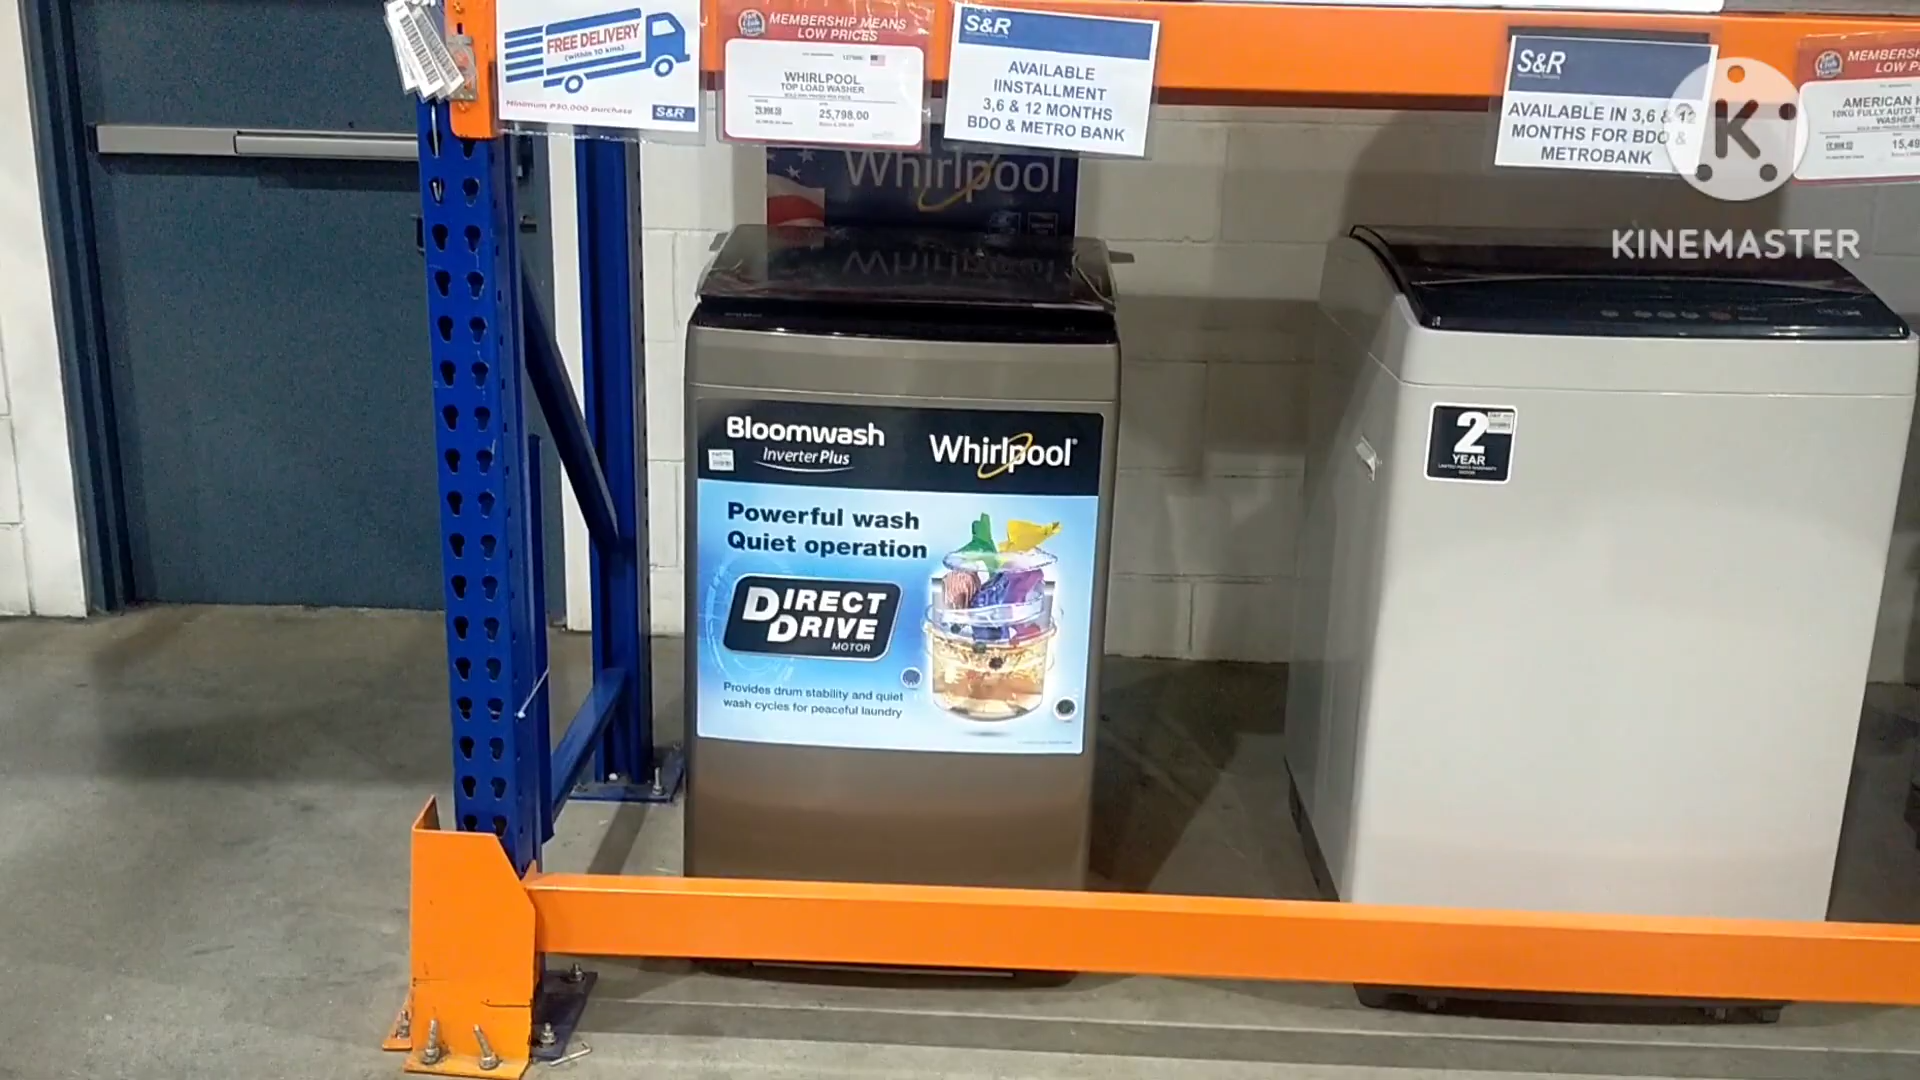 FREE DELIVERY
(within 10 kms)
Minimum P30,000 purchase
S&R
MEMBERSHIP MEANS
LOW PRICES
WHIRLPOOL
TOP LOAD WASHER
25,798.00
S&R
AVAILABLE
IINSTALLMENT
3,6 & 12 MONTHS
BDO & METRO BANK
S&R
AVAILABLE IN 3,6 & 12
MONTHS FOR BDO &
METROBANK
MEMBERSH
LOW P
AMERICAN H
10KG FULLY AUTO T
WASHER
15,49
K
KINEMASTER
Whirlpool
Bloomwash
InverterPlus
Whirlpool
Powerful wash
Quiet operation
DIRECT
DRIVE
MOTOR
Provides drum stability and quiet
wash cycles for peaceful laundry
2
YEAR